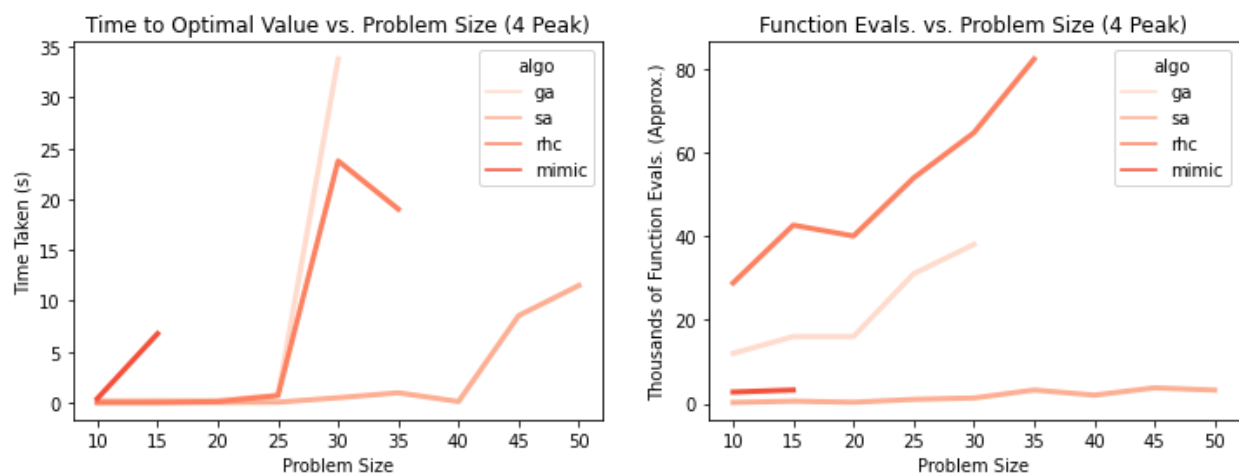 Time to Optimal Value vs. Problem Size (4 Peak)
Time Taken (s)
35
30
25
20
15
10
5
0
10 15 20 25 30 35 40 45 50
Problem Size
algo
ga
sa
rhc
mimic
Function Evals. vs. Problem Size (4 Peak)
Thousands of Function Evals. (Approx.)
80
60
40
20
0
10 15 20 25 30 35 40 45 50
Problem Size
algo
ga
sa
rhc
mimic